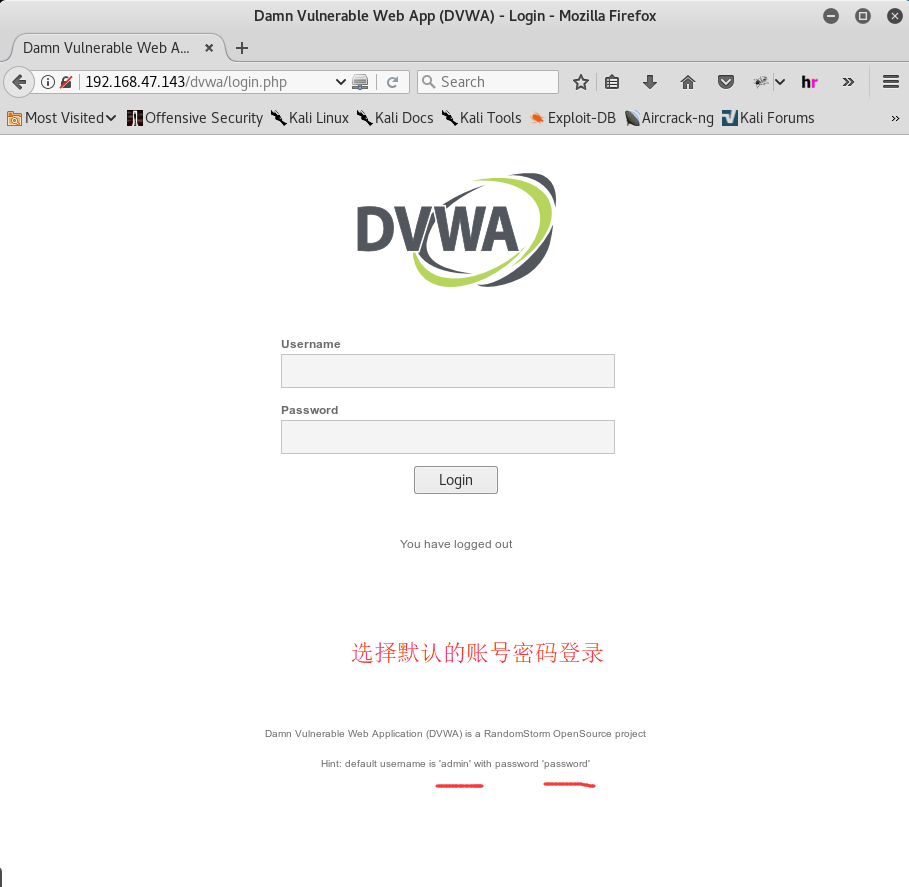 Damn Vulnerable Web App (DVWA) - Login - Mozilla Firefox
Damn Vulnerable Web A...
192.168.47.143/dvwa/login.php
Search
hr
Most Visited
Offensive Security
Kali Linux
Kali Docs
Kali Tools
Exploit-DB
Aircrack-ng
Kali Forums
DVWA
Username
Password
Login
You have logged out
选择默认的账号密码登录
Damn Vulnerable Web Application (DVWA) is a RandomStorm OpenSource project
Hint: default username is 'admin' with password 'password'